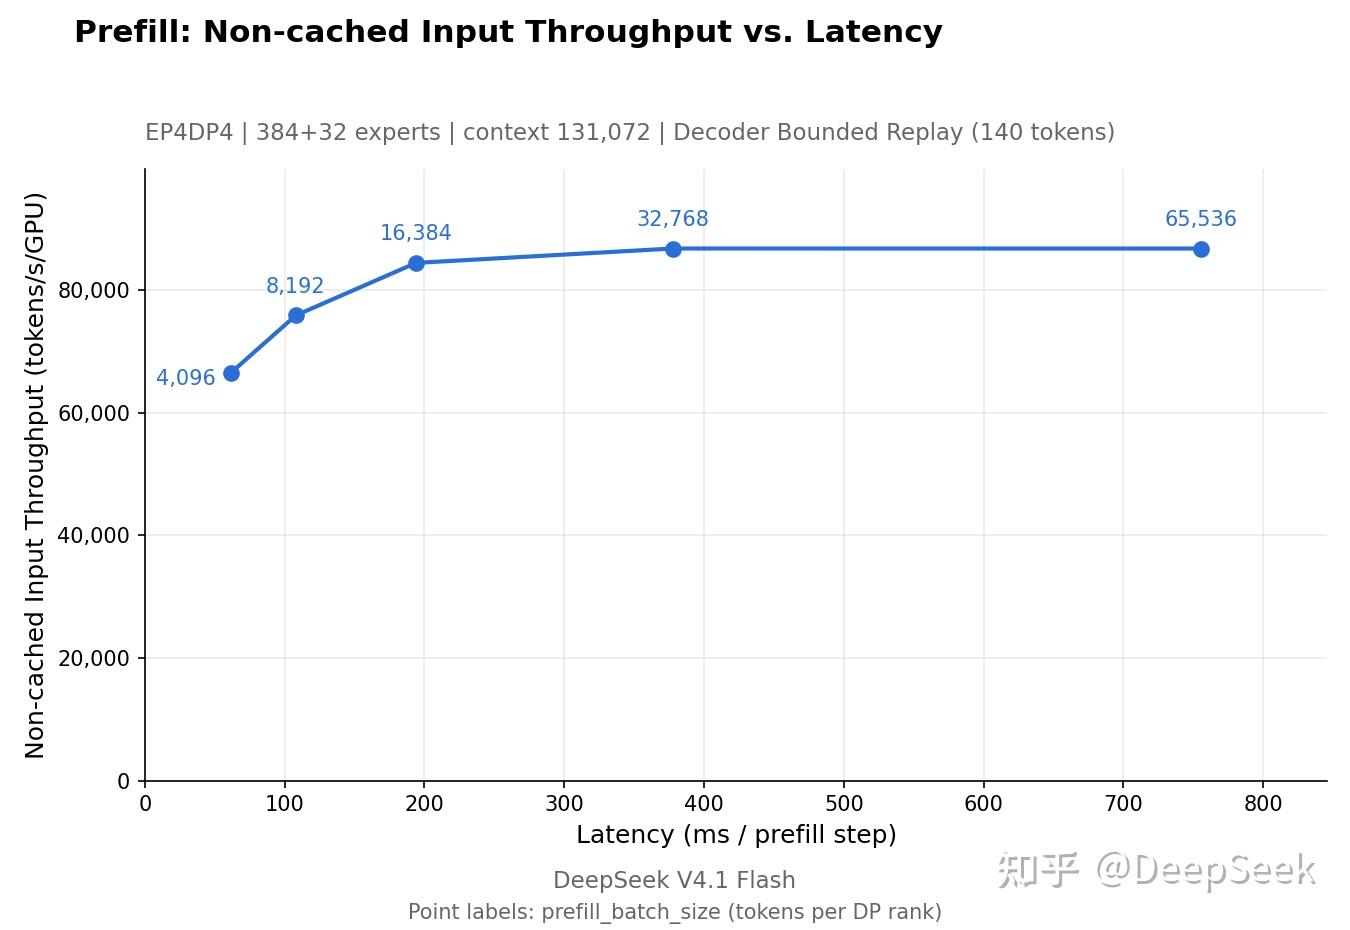 Prefill: Non-cached Input Throughput vs. Latency
EP4DP4 | 384+32 experts | context 131,072 | Decoder Bounded Replay (140 tokens)
Non-cached Input Throughput (tokens/s/GPU)
80,000
60,000
40,000
20,000
0
4,096
8,192
16,384
32,768
65,536
0 100 200 300 400 500 600 700 800
Latency (ms / prefill step)
DeepSeek V4.1 Flash
Point labels: prefill_batch_size (tokens per DP rank)
知乎 @DeepSeek